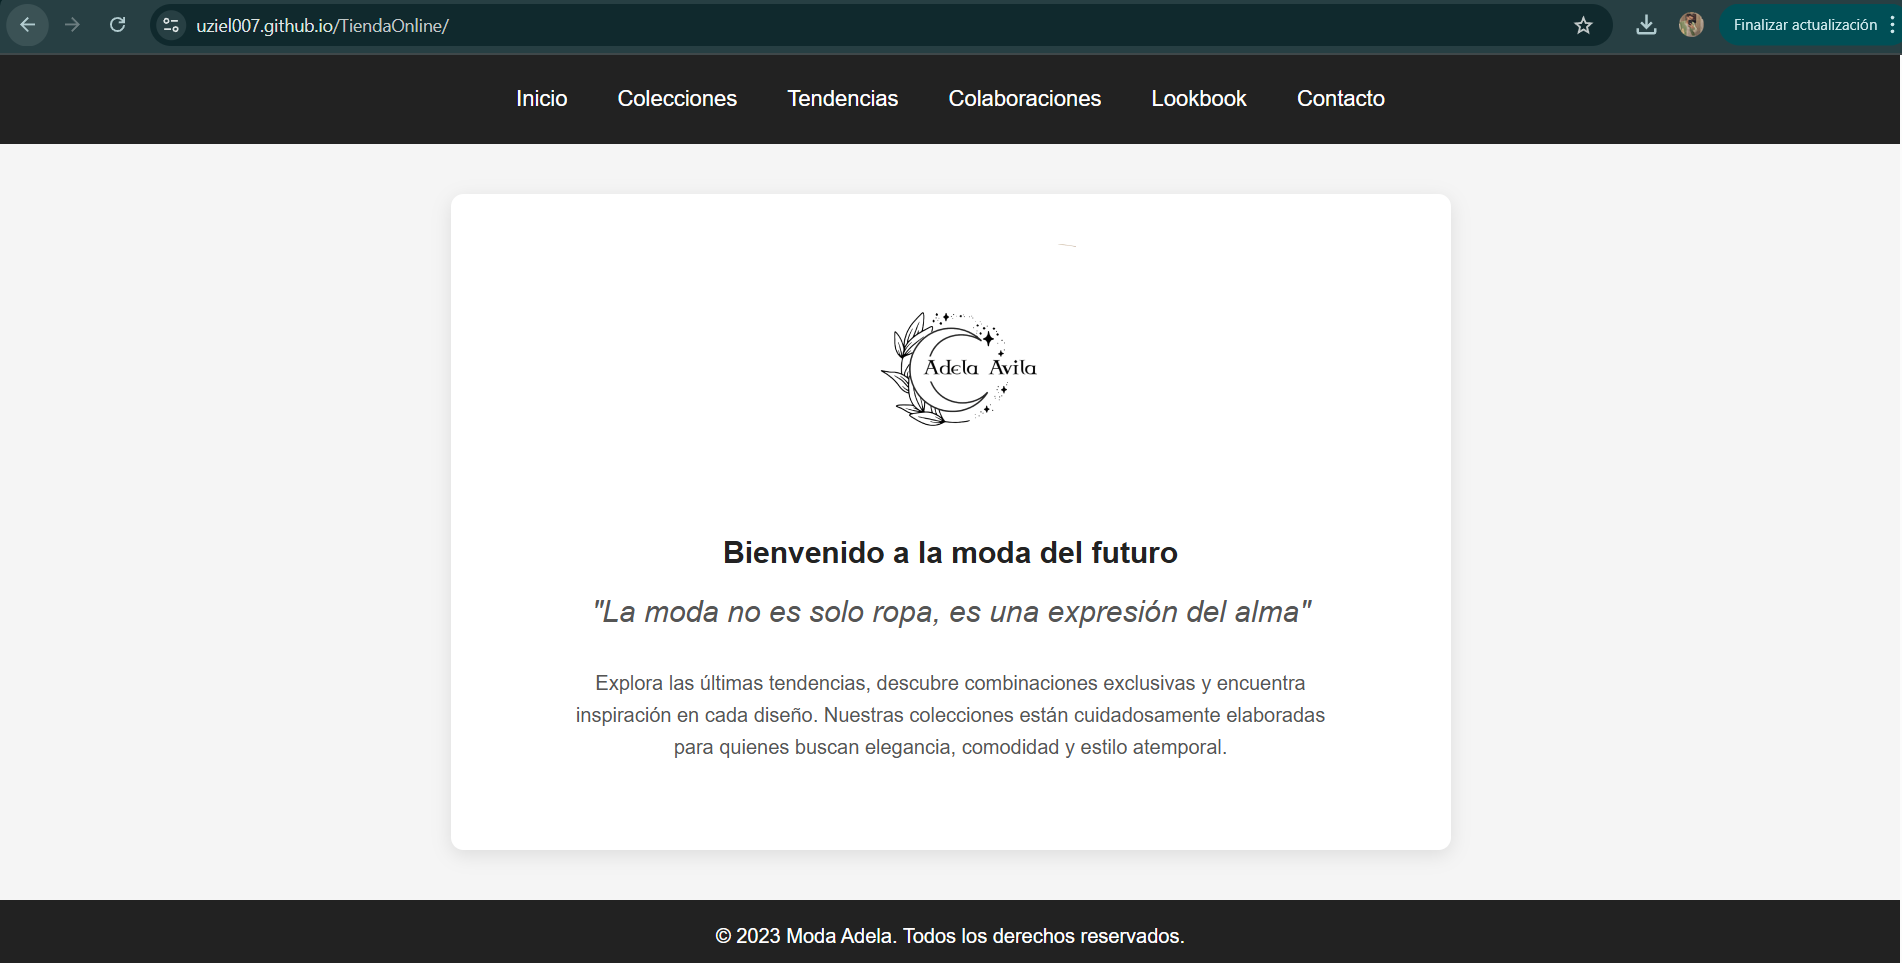 uziel007.github.io/TiendaOnline/
Finalizar actualización
Inicio Colecciones Tendencias Colaboraciones Lookbook Contacto
Adela Avila
Bienvenido a la moda del futuro
"La moda no es solo ropa, es una expresión del alma"
Explora las últimas tendencias, descubre combinaciones exclusivas y encuentra
inspiración en cada diseño. Nuestras colecciones están cuidadosamente elaboradas
para quienes buscan elegancia, comodidad y estilo atemporal.
© 2023 Moda Adela. Todos los derechos reservados.